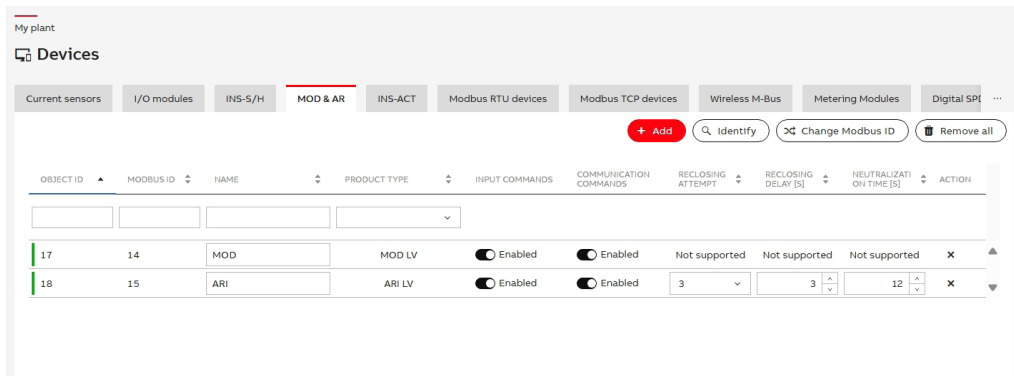 My plant
Devices
Current sensors I/O modules INS-S/H MOD & AR INS-ACT Modbus RTU devices Modbus TCP devices Wireless M-Bus Metering Modules Digital SPD ...
+ Add Identify Change Modbus ID Remove all
OBJECT ID MODBUS ID NAME PRODUCT TYPE INPUT COMMANDS COMMUNICATION COMMANDS RECLOSING ATTEMPT RECLOSING DELAY [S] NEUTRALIZATI ON TIME [S] ACTION
17 14 MOD MOD LV Enabled Enabled Not supported Not supported Not supported ×
18 15 ARI ARI LV Enabled Enabled 3 3 12 ×